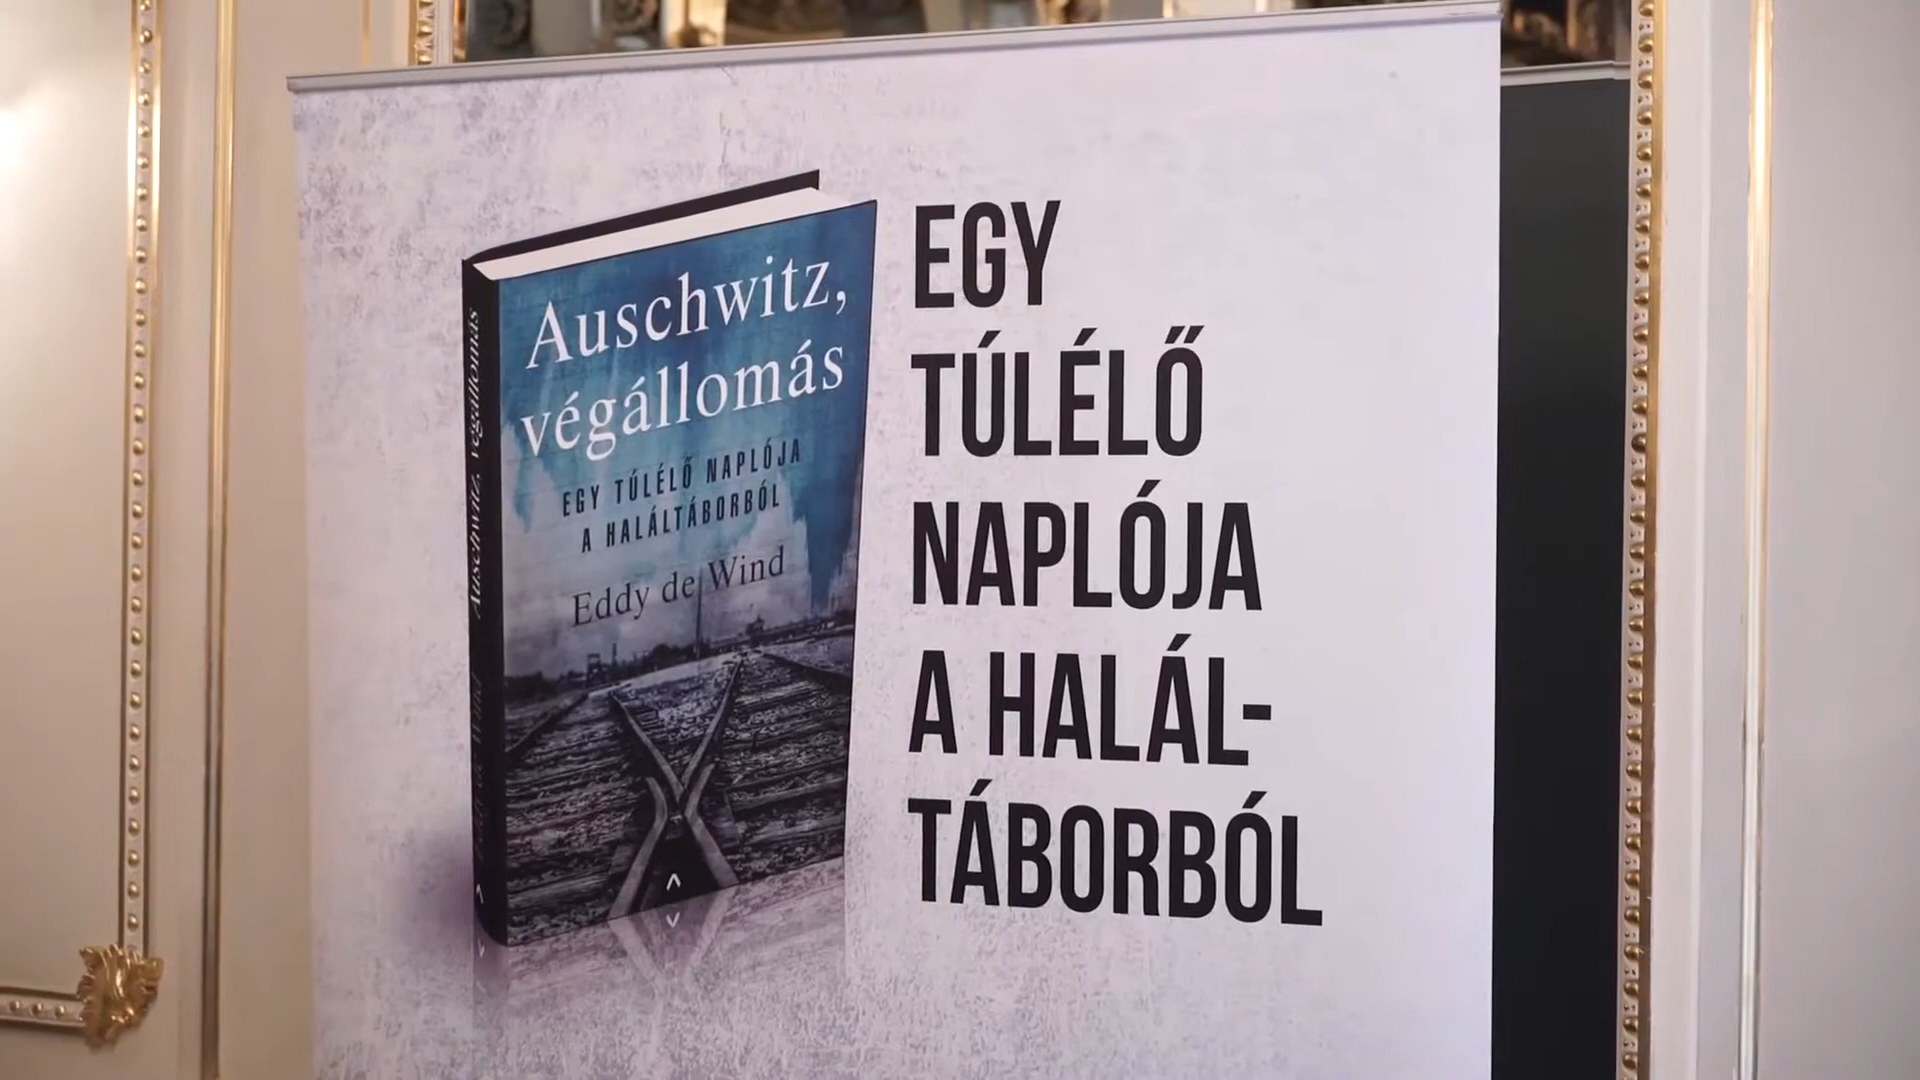 Auschwitz,
végállomás
EGY TÚLÉLŐ NAPLÓJA
A HALÁLTÁBORBÓL
Eddy de Wind
Auschwitz, végállomás
EGY
TÚLÉLŐ
NAPLÓJA
A HALÁL-
TÁBORBÓL